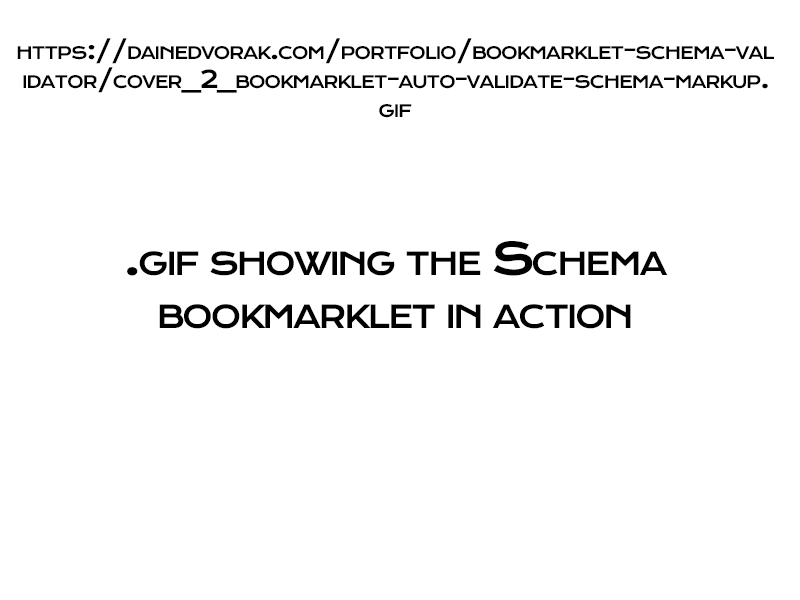 https://dainedvorak.com/portfolio/bookmarklet-schema-val
idator/cover_2_bookmarklet-auto-validate-schema-markup.
gif
.gif showing the Schema
bookmarklet in action